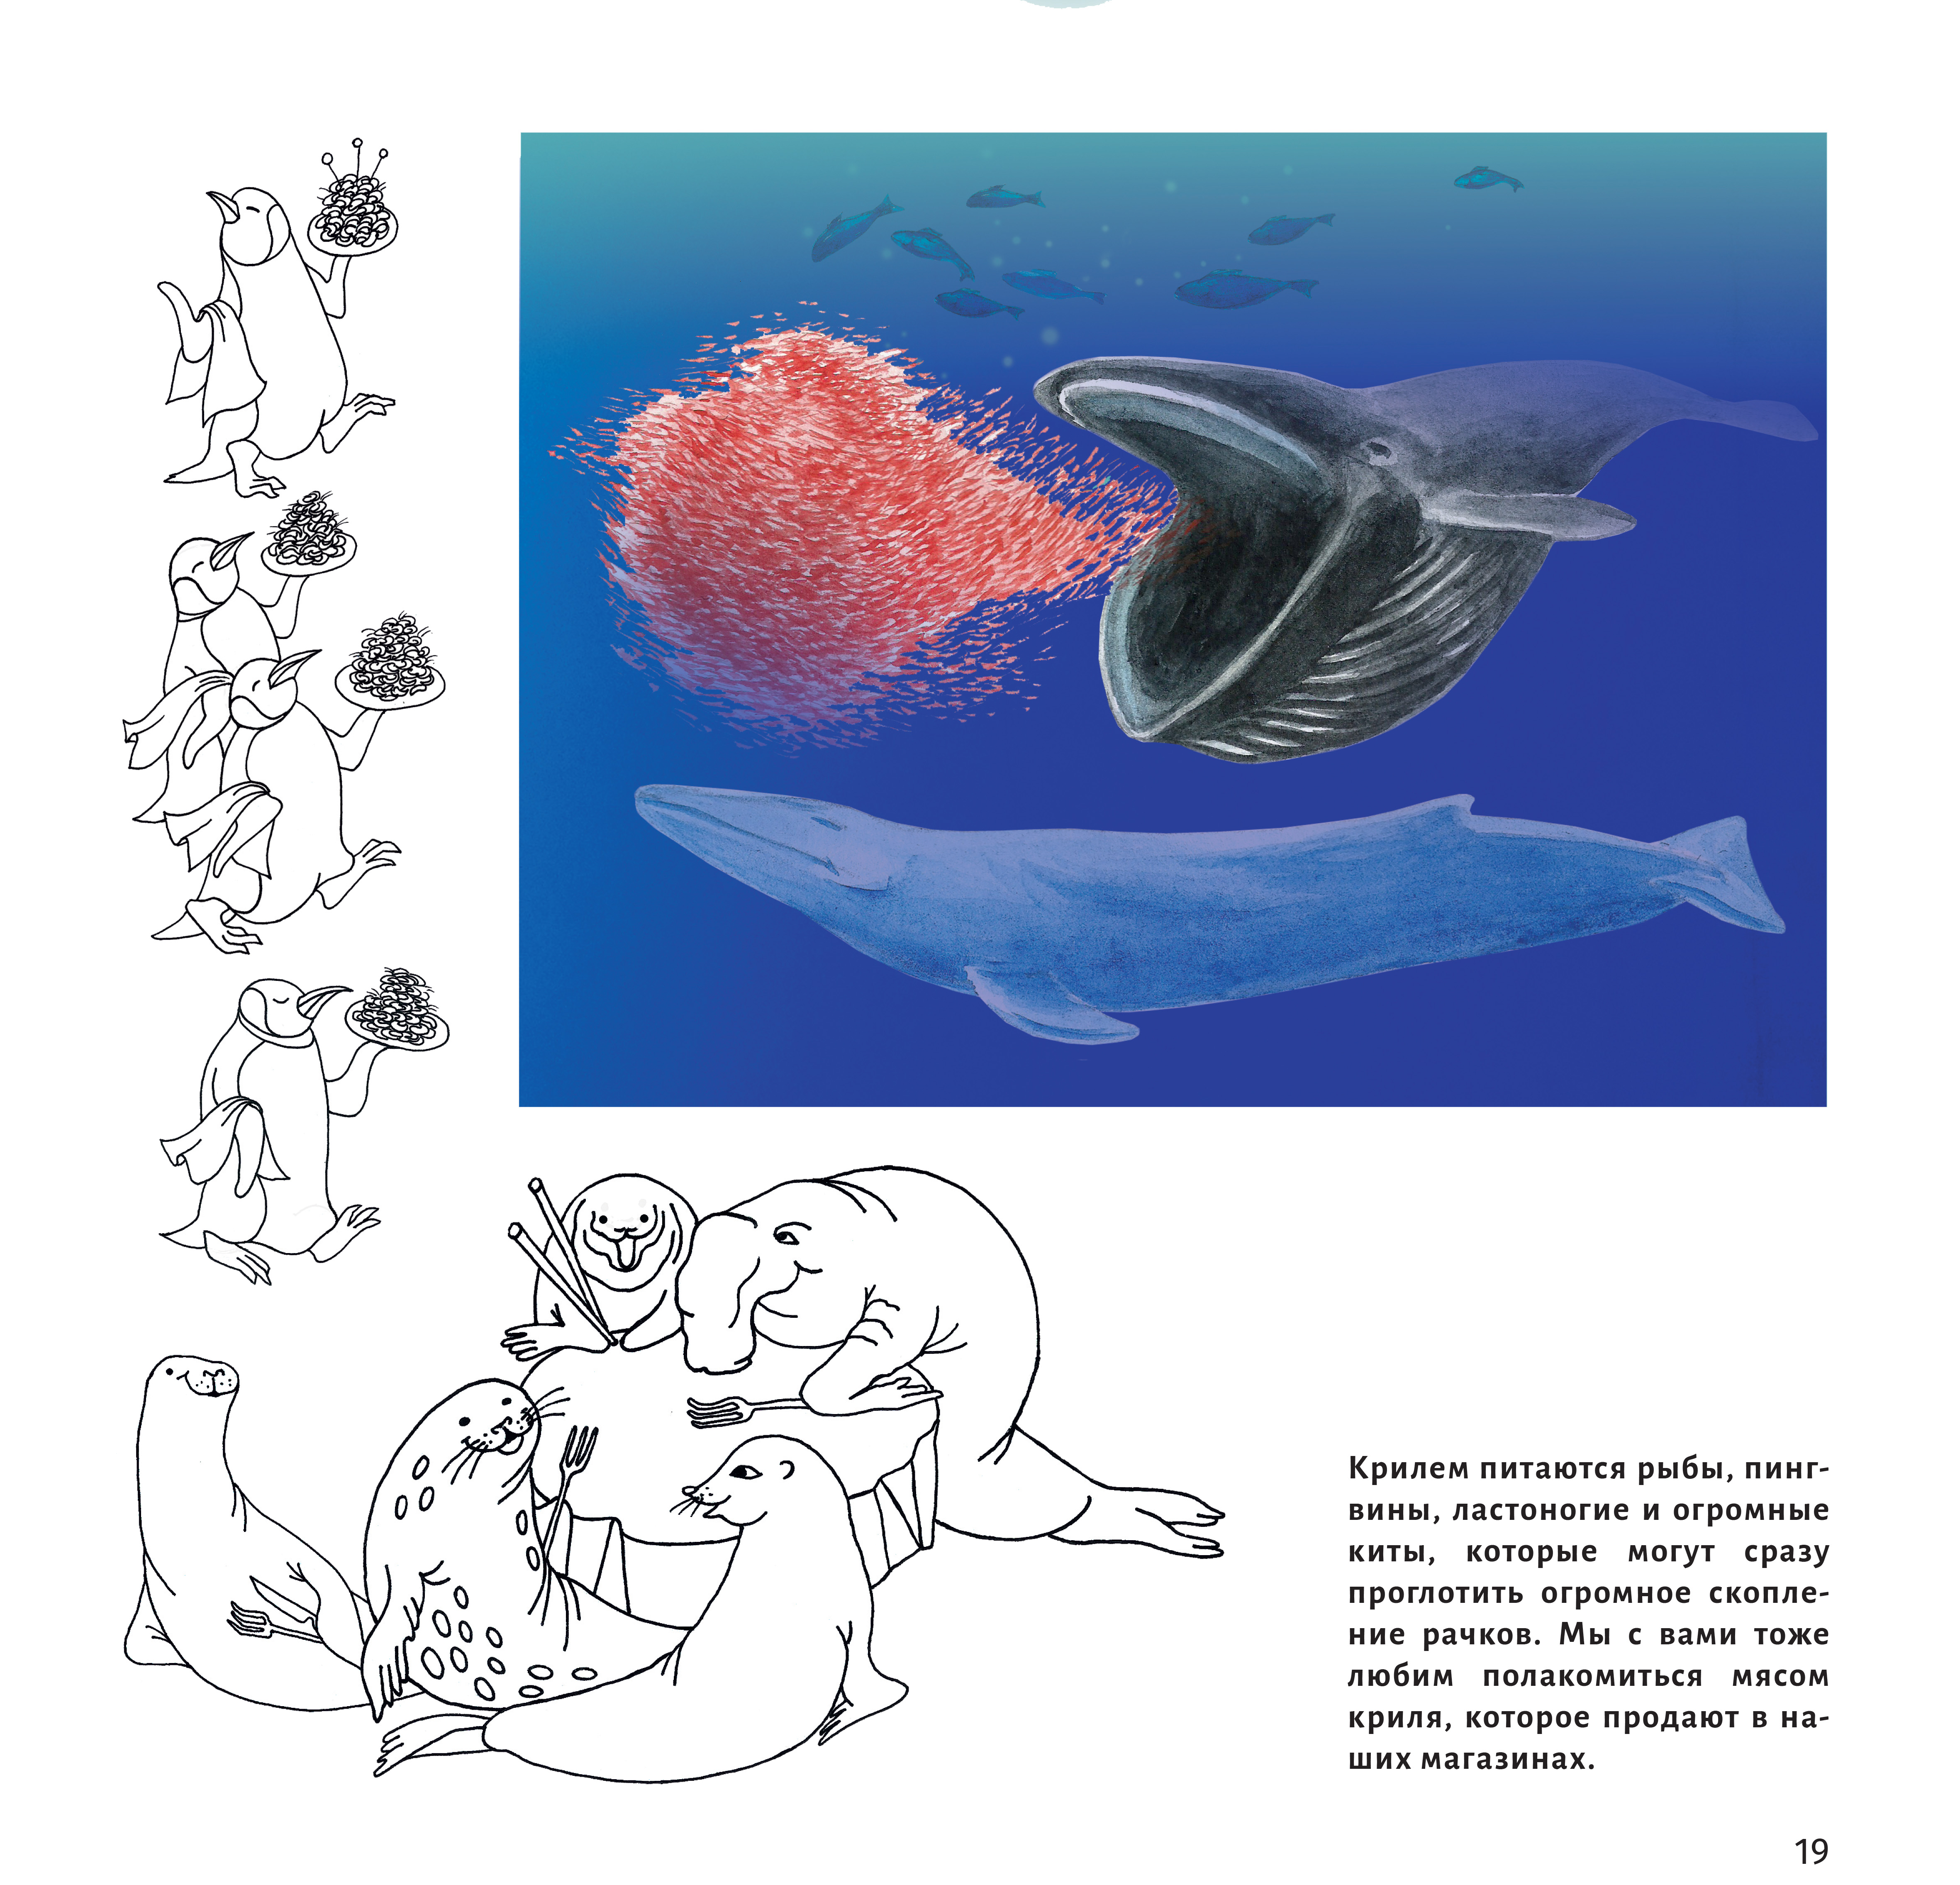 Крилем питаются рыбы, пинг-
вины, ластоногие и огромные
киты, которые могут сразу
проглотить огромное скопле-
ние рачков. Мы с вами тоже
любим полакомиться мясом
криля, которое продают в на-
ших магазинах.
19